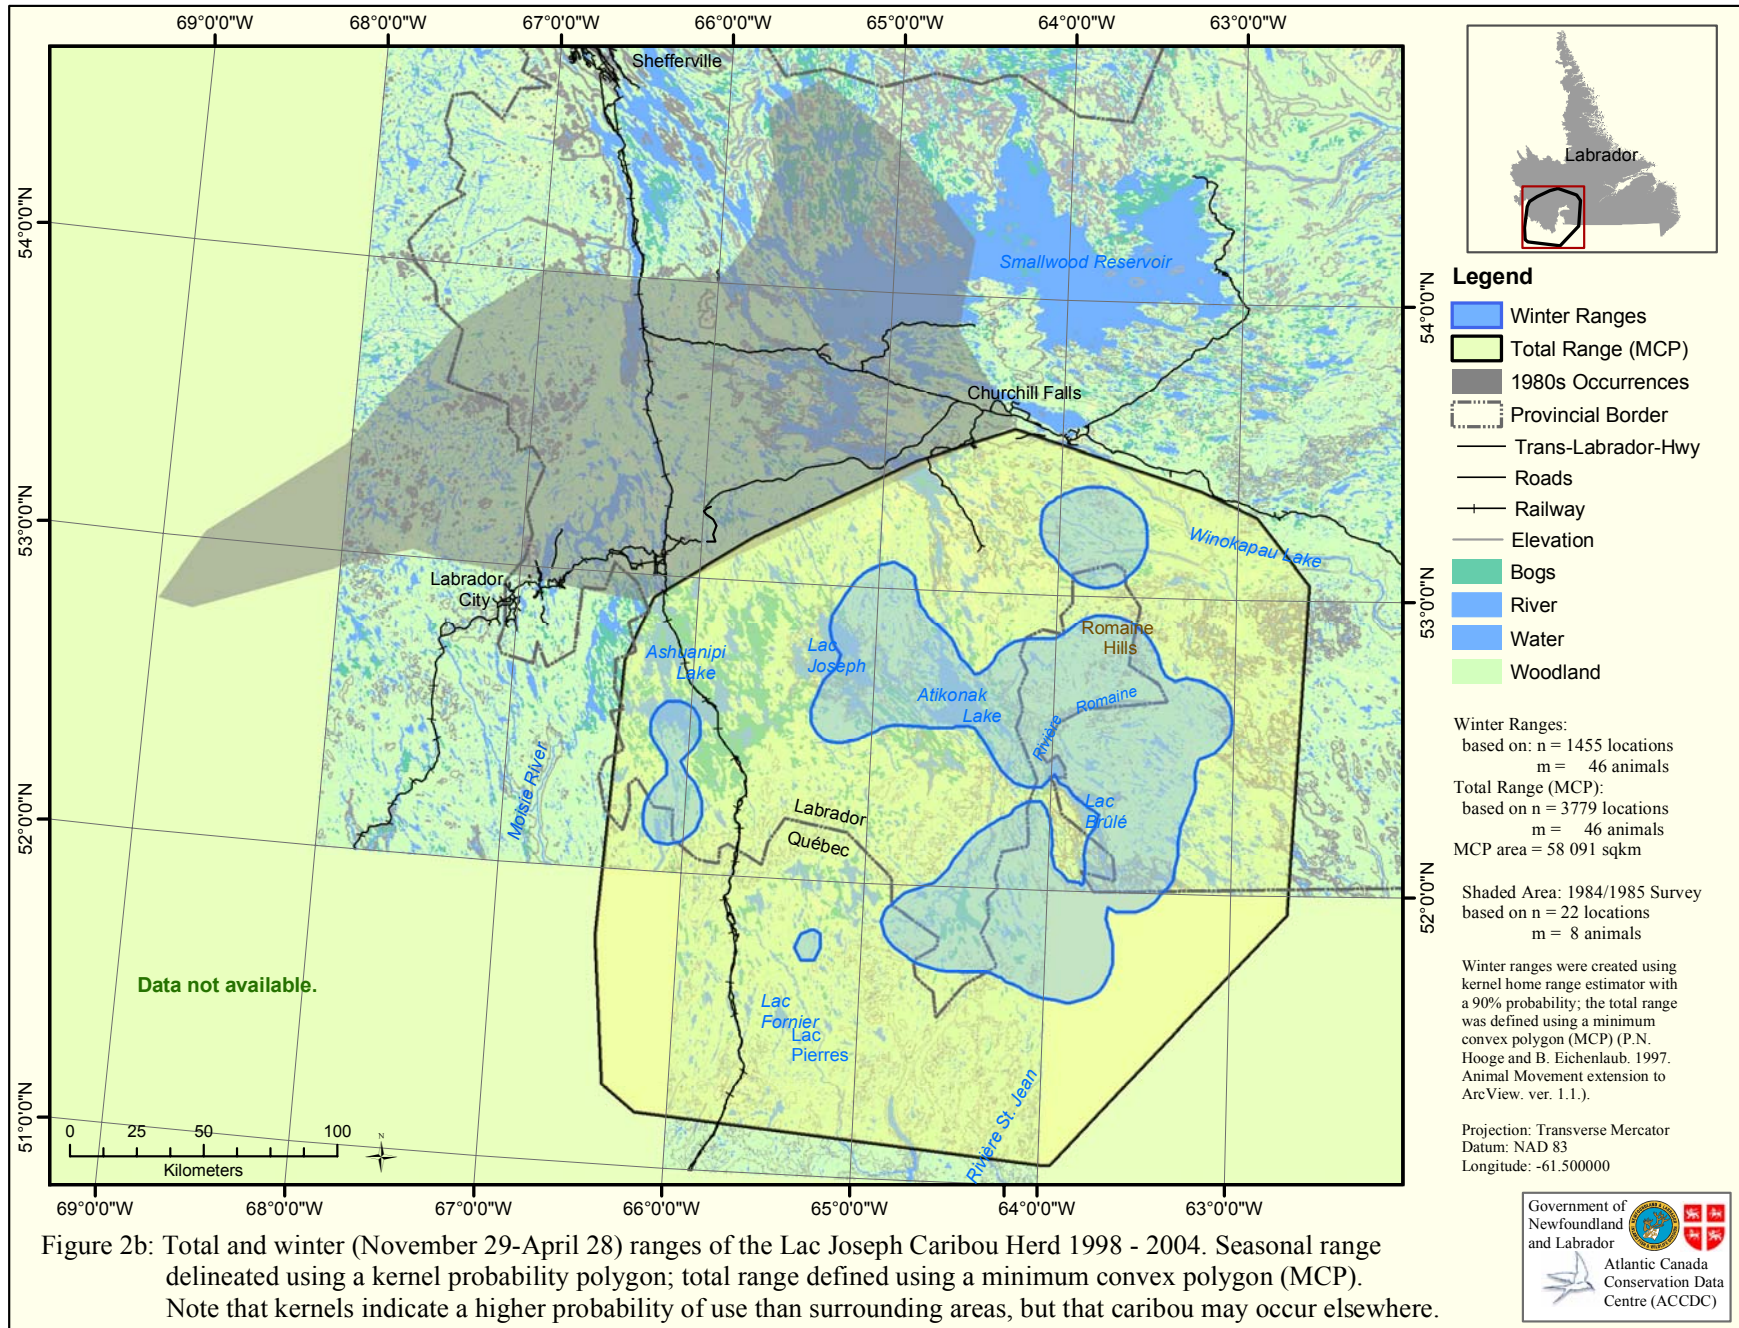 69°0'0"W 68°0'0"W 67°0'0"W 66°0'0"W 65°0'0"W 64°0'0"W 63°0'0"W
54°0'0"N
53°0'0"N
52°0'0"N
51°0'0"N
Shefferville
Smallwood Reservoir
Churchill Falls
Winokapau Lake
Labrador
City
Romaine
Hills
Ashuanipi
Lake
Lac
Joseph
Atikonak
Lake
Rivière Romaine
Moisie River
Lac
Brûlé
Labrador
Québec
Data not available.
Lac
Fornier
Lac
Pierres
Rivière St. Jean
0 25 50 100
Kilometers
N
54°0'0"N
53°0'0"N
52°0'0"N
69°0'0"W 68°0'0"W 67°0'0"W 66°0'0"W 65°0'0"W 64°0'0"W 63°0'0"W
Labrador
Legend
Winter Ranges
Total Range (MCP)
1980s Occurrences
Provincial Border
Trans-Labrador-Hwy
Roads
Railway
Elevation
Bogs
River
Water
Woodland
Winter Ranges:
based on: n = 1455 locations
m = 46 animals
Total Range (MCP):
based on n = 3779 locations
m = 46 animals
MCP area = 58 091 sqkm
Shaded Area: 1984/1985 Survey
based on n = 22 locations
m = 8 animals
Winter ranges were created using
kernel home range estimator with
a 90% probability; the total range
was defined using a minimum
convex polygon (MCP) (P.N.
Hooge and B. Eichenlaub. 1997.
Animal Movement extension to
ArcView. ver. 1.1.).
Projection: Transverse Mercator
Datum: NAD 83
Longitude: -61.500000
Government of
Newfoundland
and Labrador
Atlantic Canada
Conservation Data
Centre (ACCDC)
Figure 2b: Total and winter (November 29-April 28) ranges of the Lac Joseph Caribou Herd 1998 - 2004. Seasonal range
delineated using a kernel probability polygon; total range defined using a minimum convex polygon (MCP).
Note that kernels indicate a higher probability of use than surrounding areas, but that caribou may occur elsewhere.